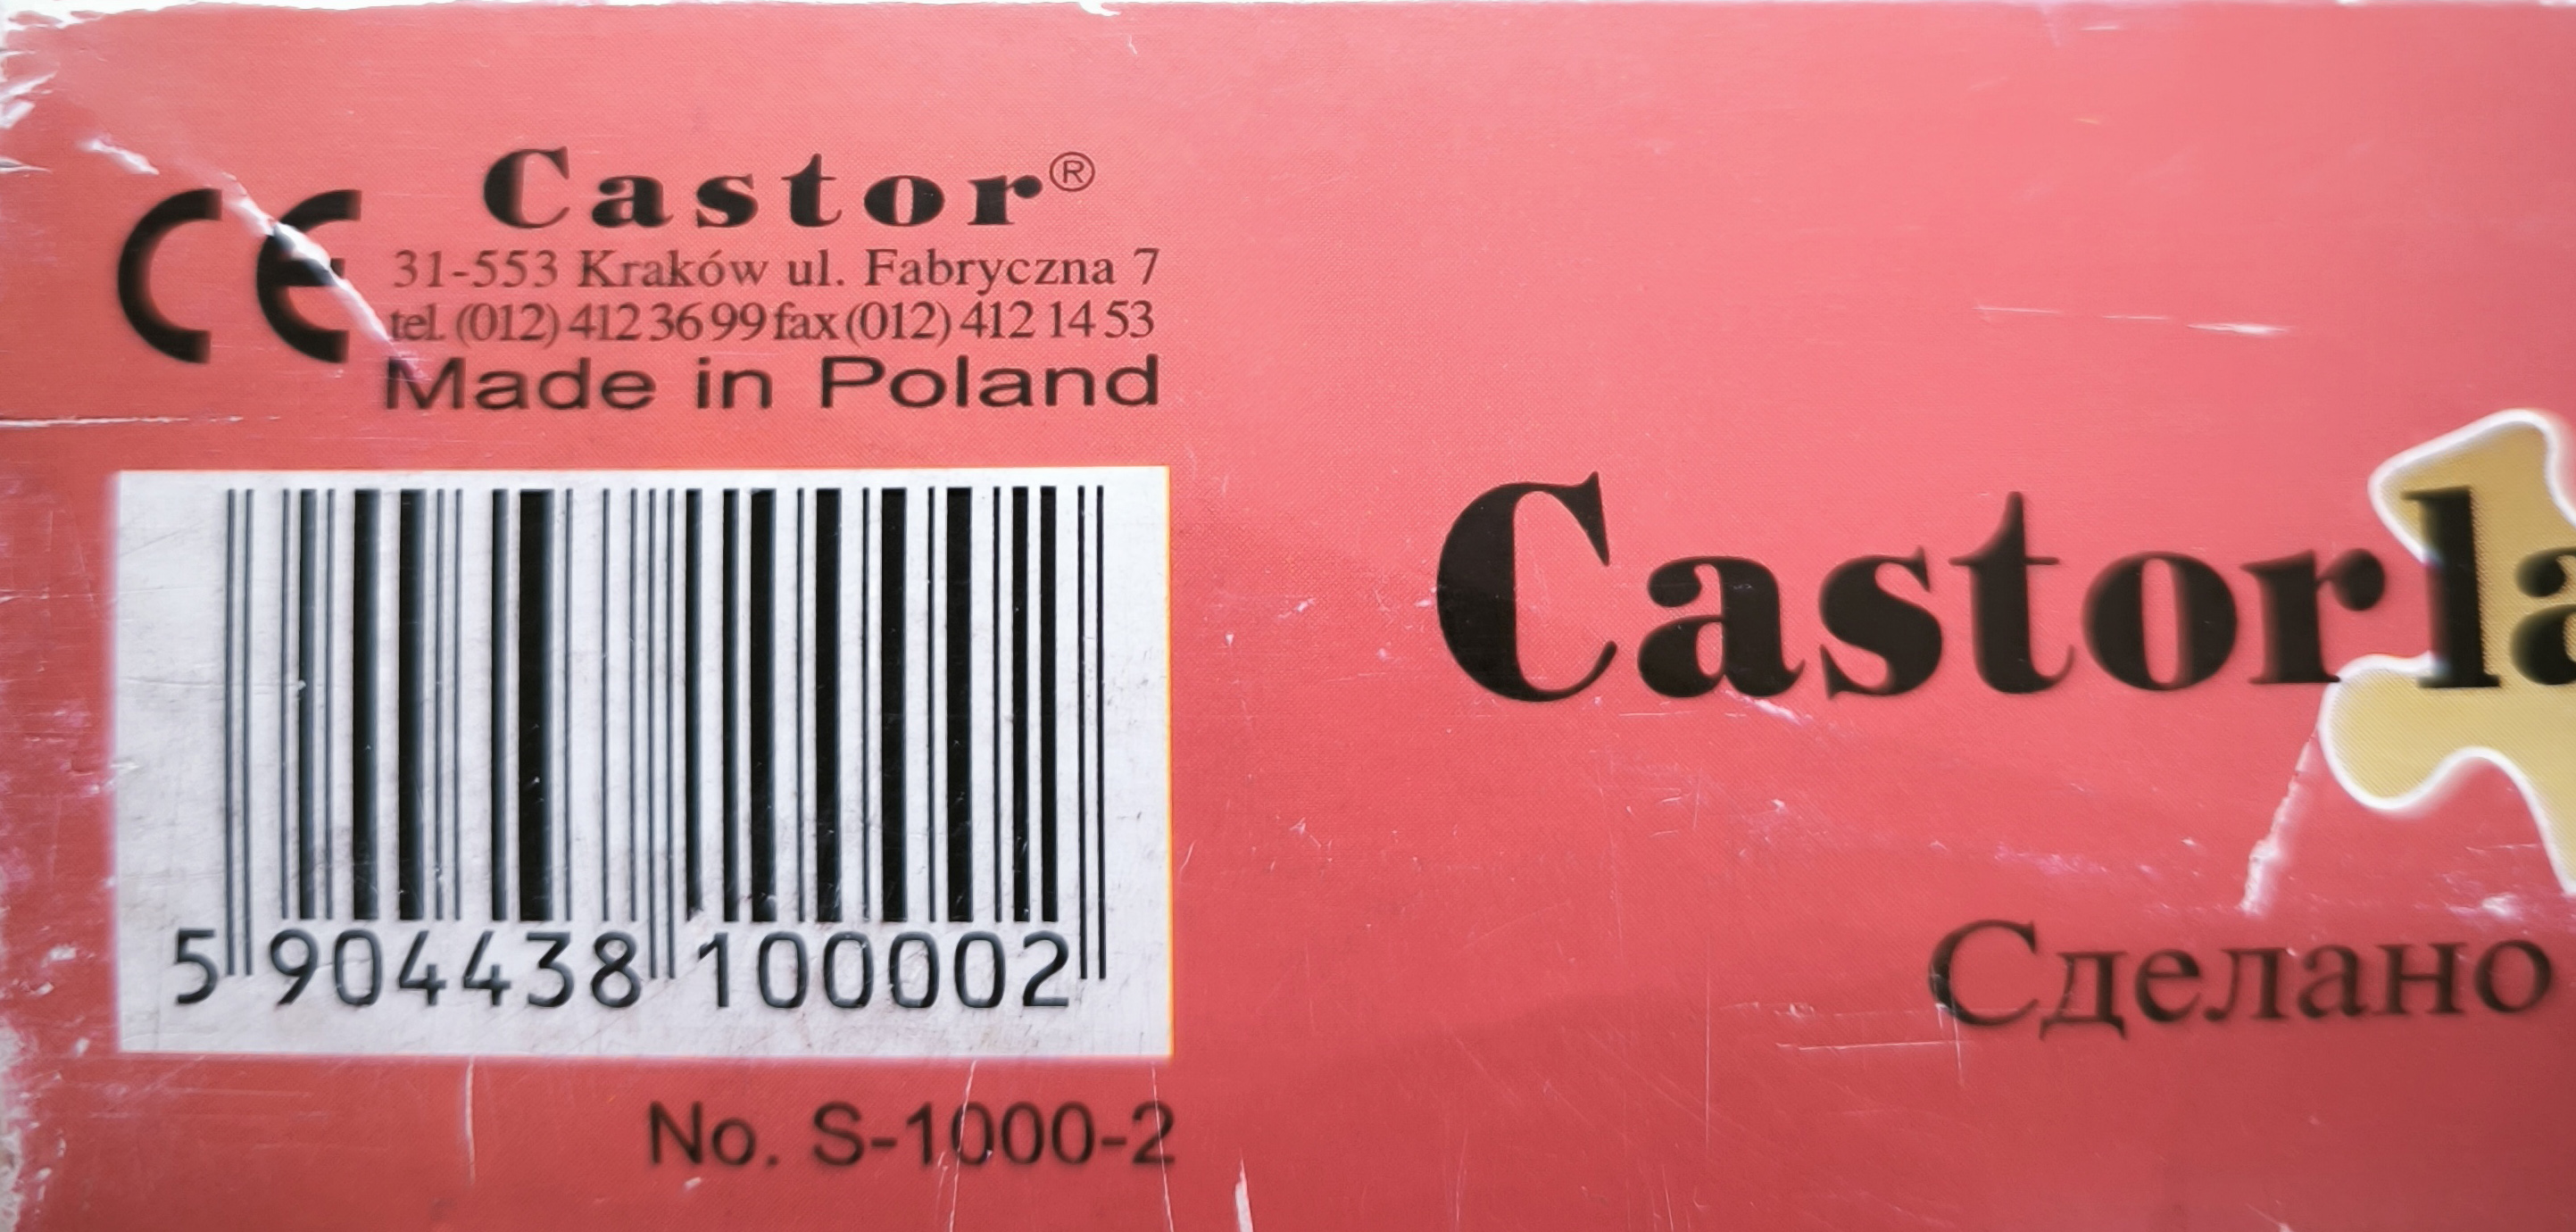 CE
Castor®
31-553 Kraków ul. Fabryczna 7
tel. (012) 412 36 99 fax (012) 412 14 53
Made in Poland
Castorla
5 904438 100002
Сделано
No. S-1000-2